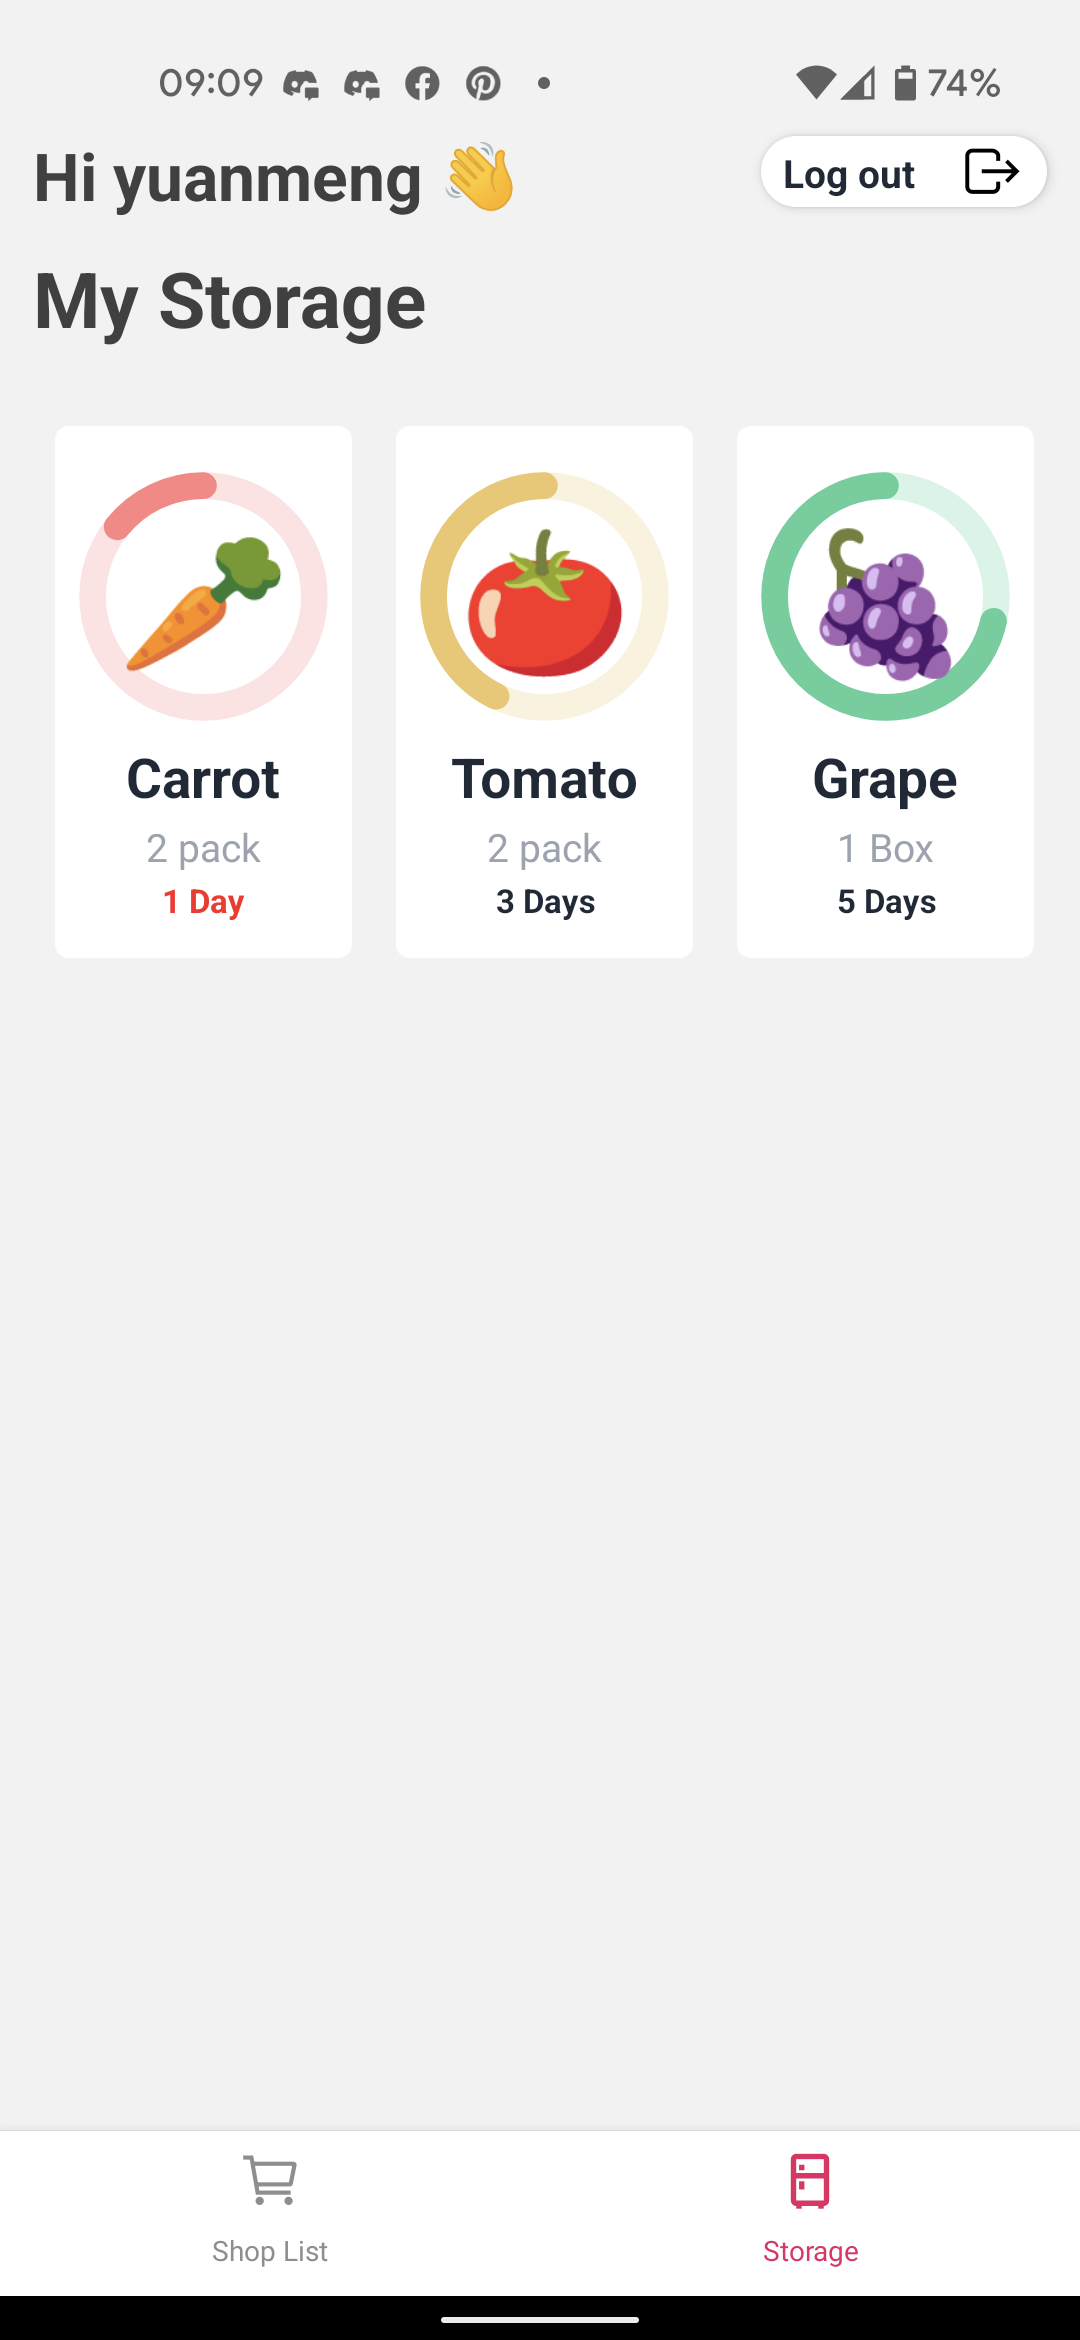 09:09 74%
Hi yuanmeng 👋 Log out
My Storage
Carrot Tomato Grape
2 pack 2 pack 1 Box
1 Day 3 Days 5 Days
Shop List Storage